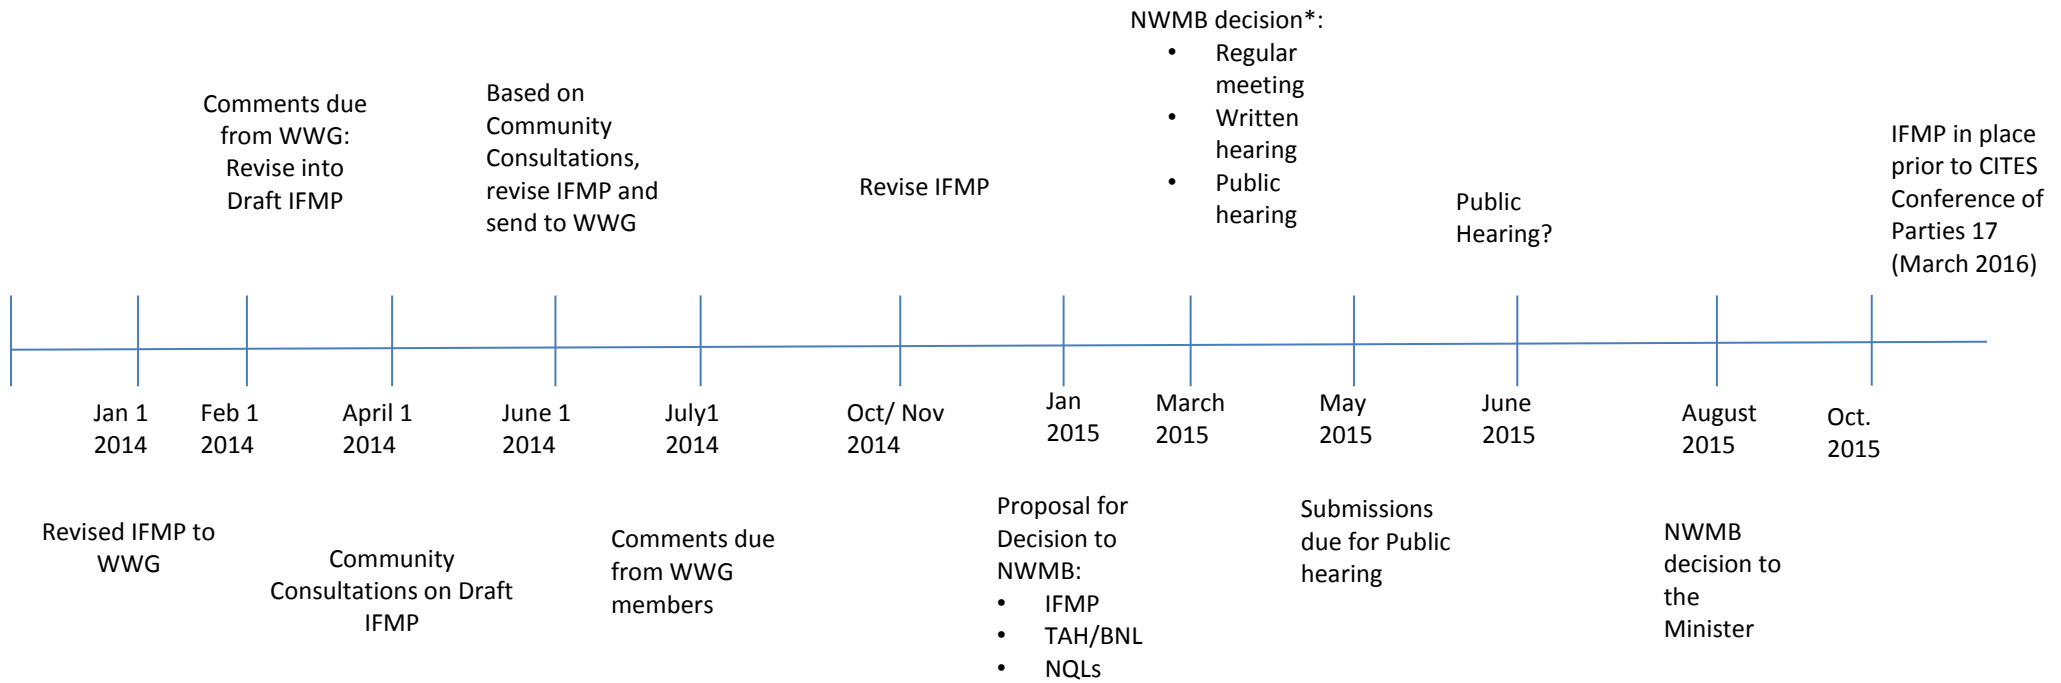 NWMB decision*:
• Regular
meeting
• Written
hearing
• Public
hearing
Comments due
from WWG:
Revise into
Draft IFMP
Based on
Community
Consultations,
revise IFMP and
send to WWG
Revise IFMP
Public
Hearing?
IFMP in place
prior to CITES
Conference of
Parties 17
(March 2016)
Jan 1
2014
Feb 1
2014
April 1
2014
June 1
2014
July1
2014
Oct/ Nov
2014
Jan
2015
March
2015
May
2015
June
2015
August
2015
Oct.
2015
Revised IFMP to
WWG
Community
Consultations on Draft
IFMP
Comments due
from WWG
members
Proposal for
Decision to
NWMB:
• IFMP
• TAH/BNL
• NQLs
Submissions
due for Public
hearing
NWMB
decision to
the
Minister